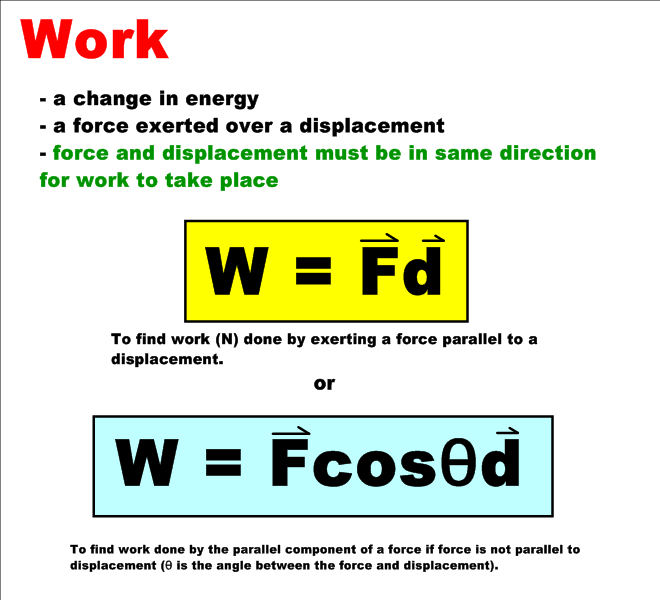 Work
- a change in energy
- a force exerted over a displacement
- force and displacement must be in same direction
for work to take place
W = F⃗d⃗
To find work (N) done by exerting a force parallel to a
displacement.
or
W = F⃗cosθd⃗
To find work done by the parallel component of a force if force is not parallel to
displacement (θ is the angle between the force and displacement).